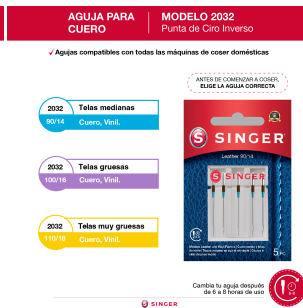 AGUJA PARA
CUERO
MODELO 2032
Punta de Ciro Inverso
✓ Agujas compatibles con todas las máquinas de coser domésticas
ANTES DE COMENZAR A COSER,
ELIGE LA AGUJA CORRECTA
2032 Telas medianas
90/14 Cuero, Vinil.
2032 Telas gruesas
100/16 Cuero, Vinil.
2032 Telas muy gruesas
110/18 Cuero, Vinil.
S SINGER
Leather 90/14
SINGER
5
Cambia tu aguja después
de 6 a 8 horas de uso
SINGER